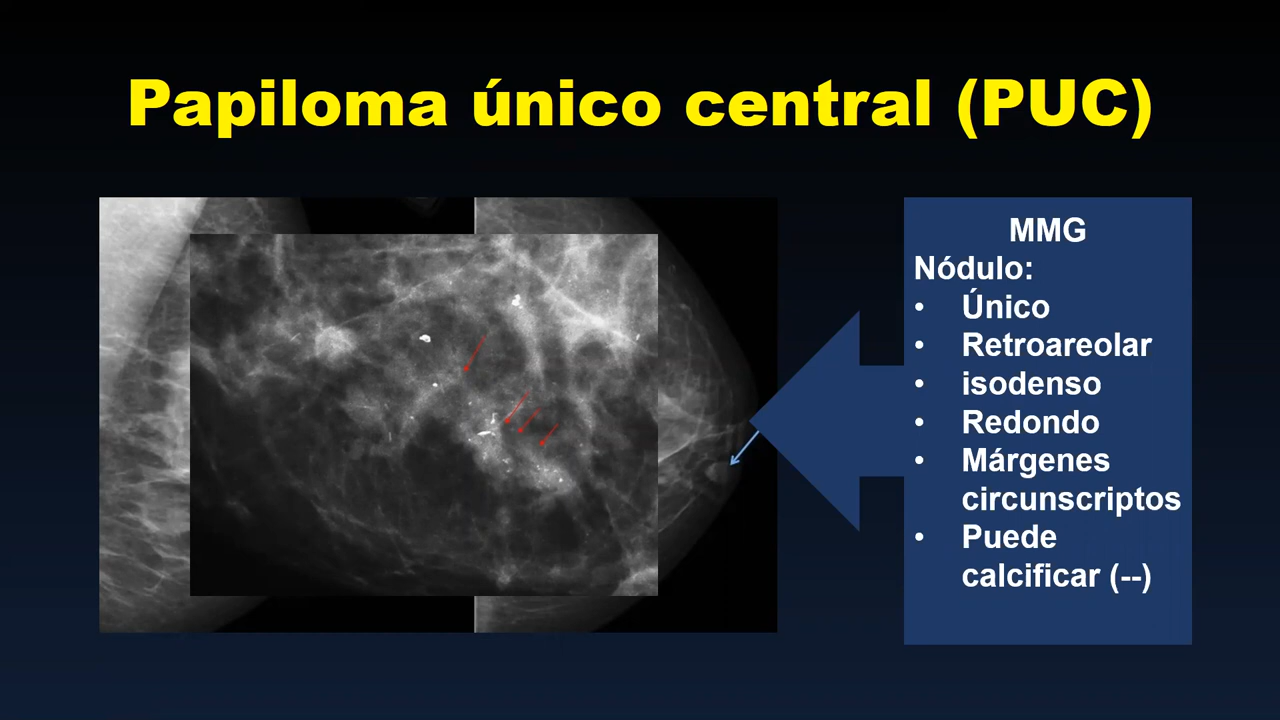 Papiloma único central (PUC)
MMG
Nódulo:
• Único
• Retroareolar
• isodenso
• Redondo
• Márgenes
circunscriptos
• Puede
calcificar (--)